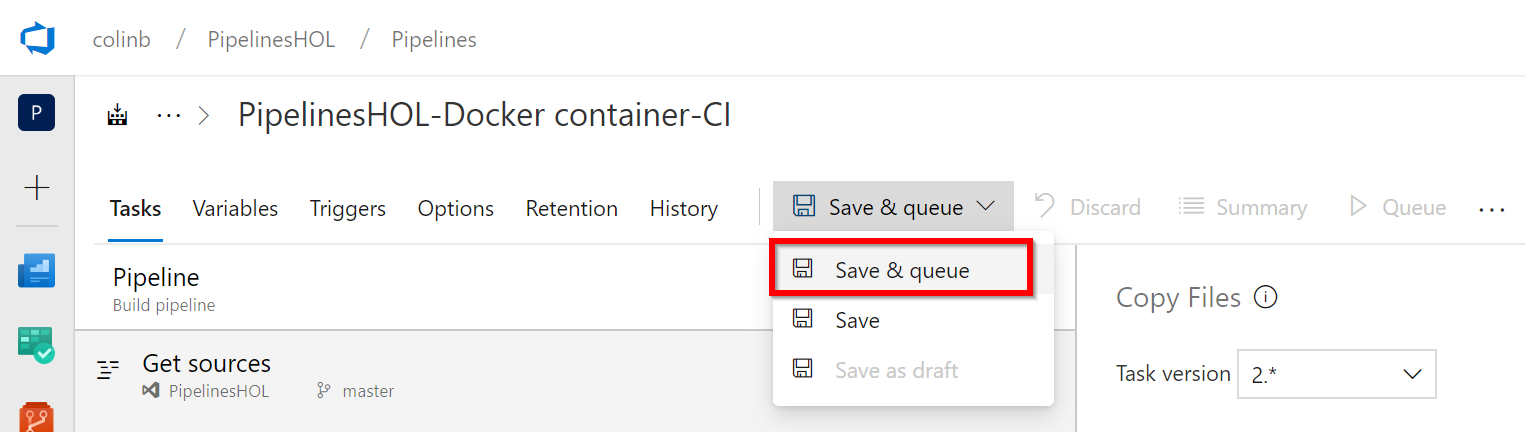 colinb / PipelinesHOL / Pipelines
P
... > PipelinesHOL-Docker container-CI
Tasks Variables Triggers Options Retention History Save & queue Discard Summary Queue ...
Save & queue
Save
Save as draft
Pipeline
Build pipeline
Get sources
PipelinesHOL master
Copy Files
Task version 2.*